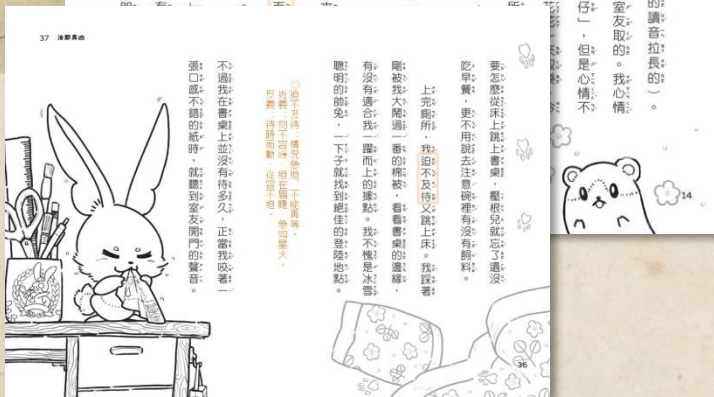 的讀音拉長的）。
室友取的。我心情
仔」，但是心情不
14
要怎麼從床上跳上書桌，壓根兒就忘了還沒
吃早餐，更不用說去注意碗裡有沒有飼料。
上完廁所，我迫不及待又跳上床。我踩著
剛被我大鬧過一番的棉被，看看書桌的邊緣，
有沒有適合我一躍而上的據點。我不愧是冰雪
聰明的帥兔，一下子就找到絕佳的登陸地點。
36
◎迫不及待：情況急迫，不能再等。
近義：刻不容緩、迫在眉睫、急如星火。
反義：待時而動、從容不迫。
不過我在書桌上並沒有待多久，正當我咬著一
張口感不錯的紙時，就聽到室友開門的聲音。
37